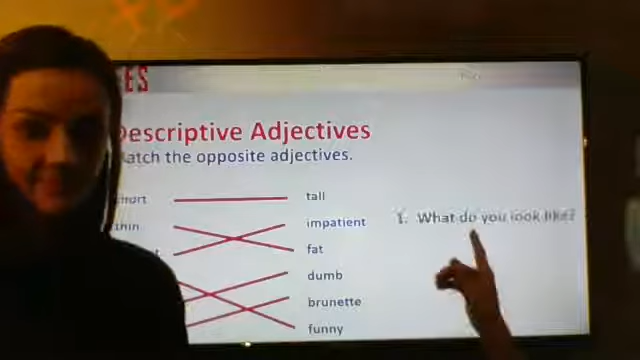 ES
Descriptive Adjectives
Match the opposite adjectives.
short tall
thin impatient
fat
dumb
brunette
funny
1. What do you look like?